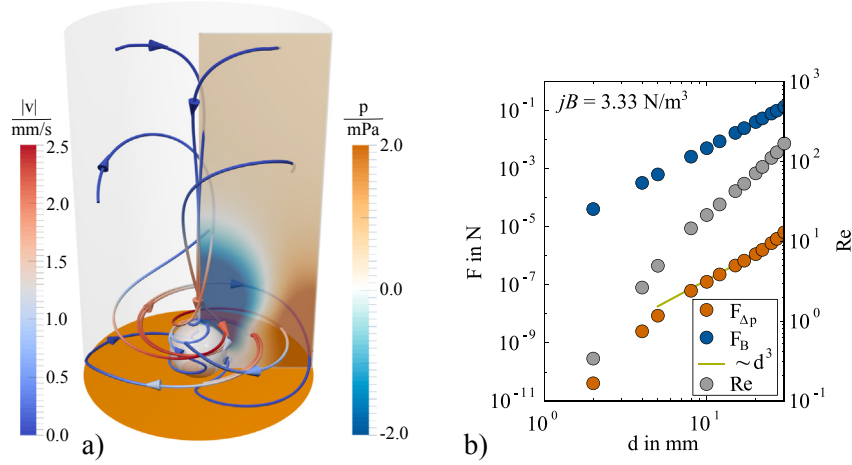 |v|
mm/s
2.5
2.0
1.5
1.0
0.5
0.0
a)
p
mPa
2.0
0.0
-2.0
b)
jB = 3.33 N/m³
F in N
10⁻¹
10⁻³
10⁻⁵
10⁻⁷
10⁻⁹
10⁻¹¹
10⁰
10¹
d in mm
10³
10²
10¹
10⁰
10⁻¹
Re
F_Δp
F_B
~d³
Re